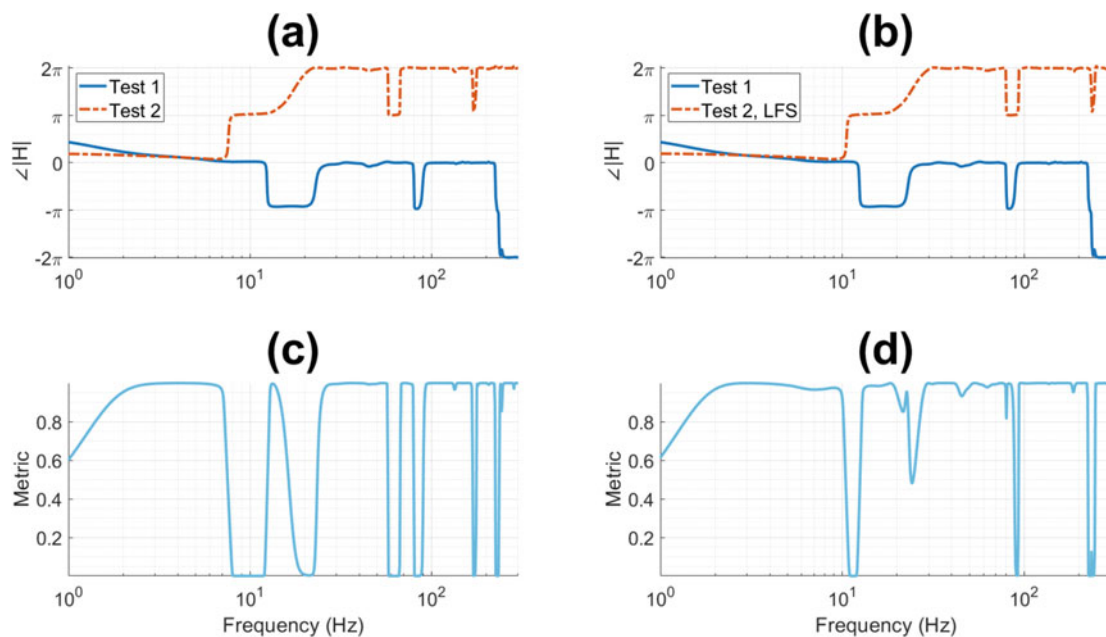 (a)
(b)
2π
π
0
-π
-2π
∠|H|
Test 1
Test 2
10⁰
10¹
10²
2π
π
0
-π
-2π
∠|H|
Test 1
Test 2, LFS
10⁰
10¹
10²
(c)
(d)
0.8
0.6
0.4
0.2
Metric
10⁰
10¹
10²
Frequency (Hz)
0.8
0.6
0.4
0.2
Metric
10⁰
10¹
10²
Frequency (Hz)